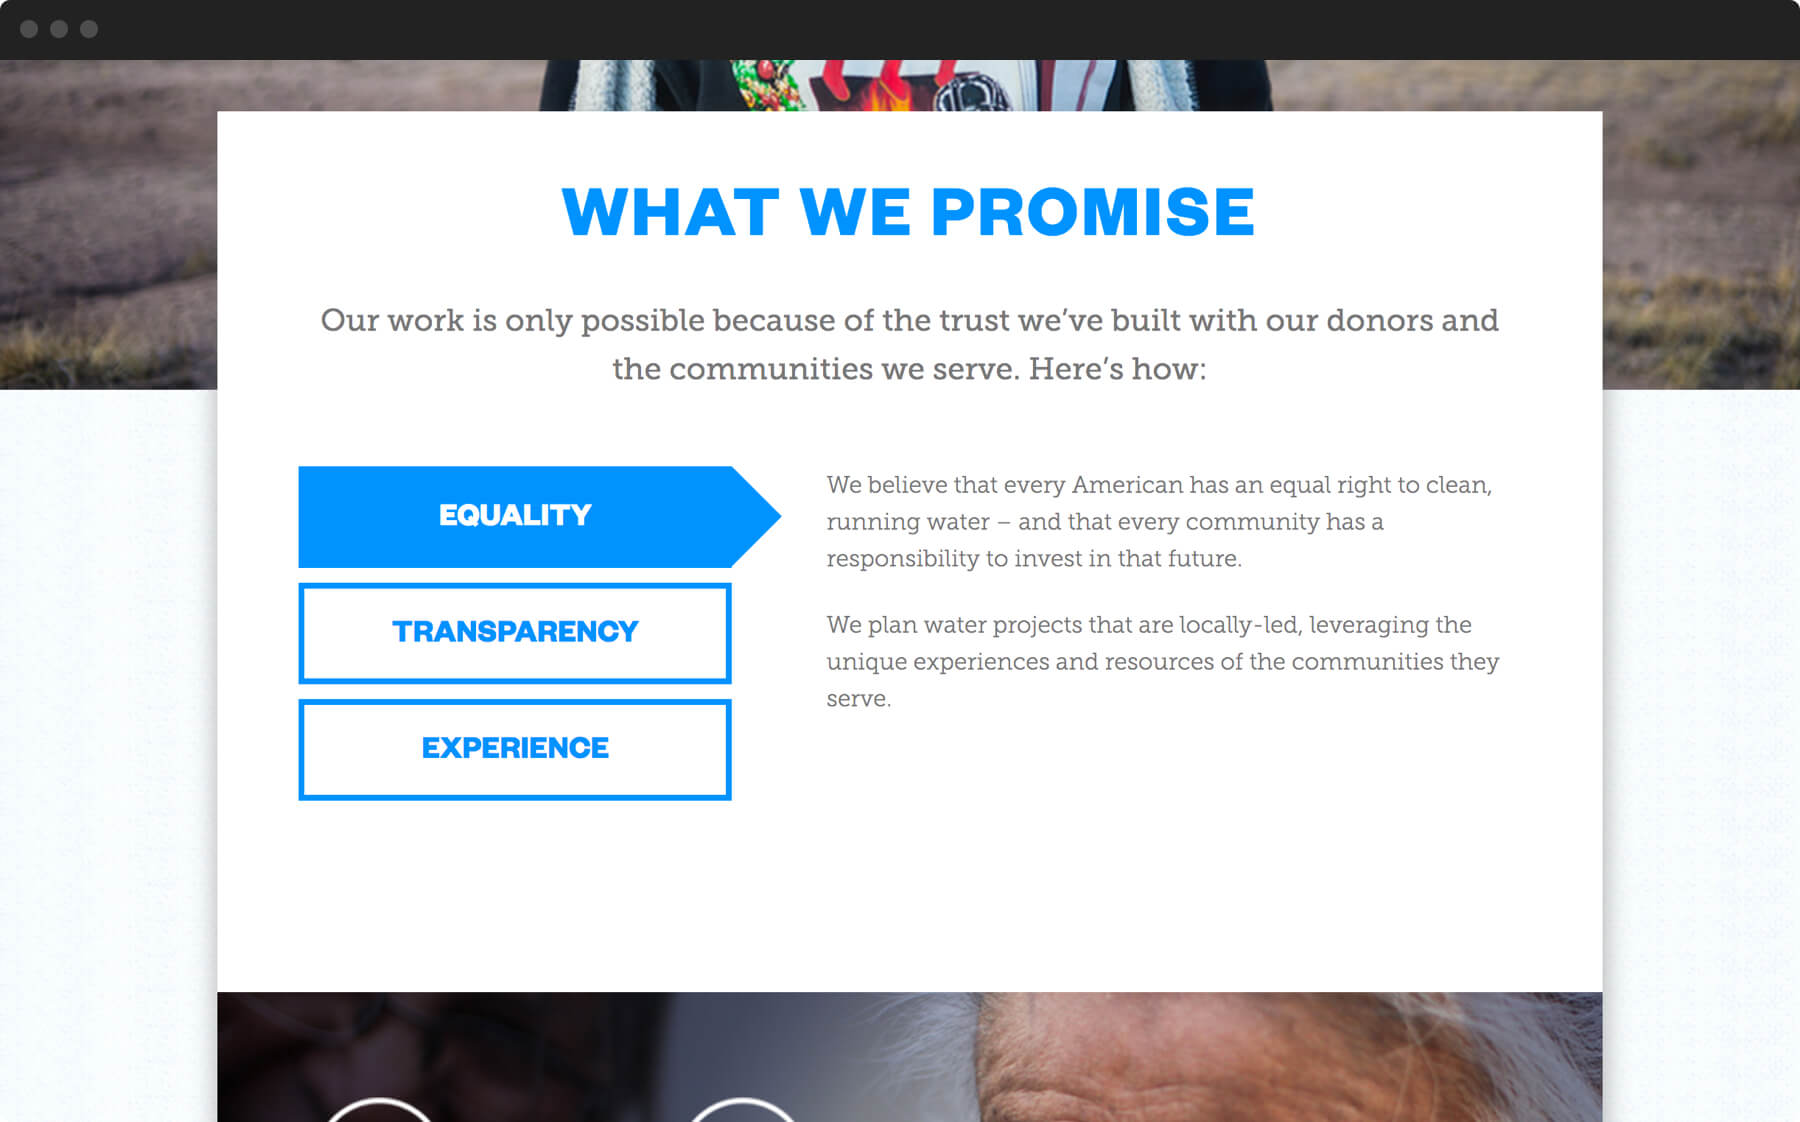 WHAT WE PROMISE
Our work is only possible because of the trust we’ve built with our donors and
the communities we serve. Here’s how:
EQUALITY
TRANSPARENCY
EXPERIENCE
We believe that every American has an equal right to clean,
running water – and that every community has a
responsibility to invest in that future.
We plan water projects that are locally-led, leveraging the
unique experiences and resources of the communities they
serve.